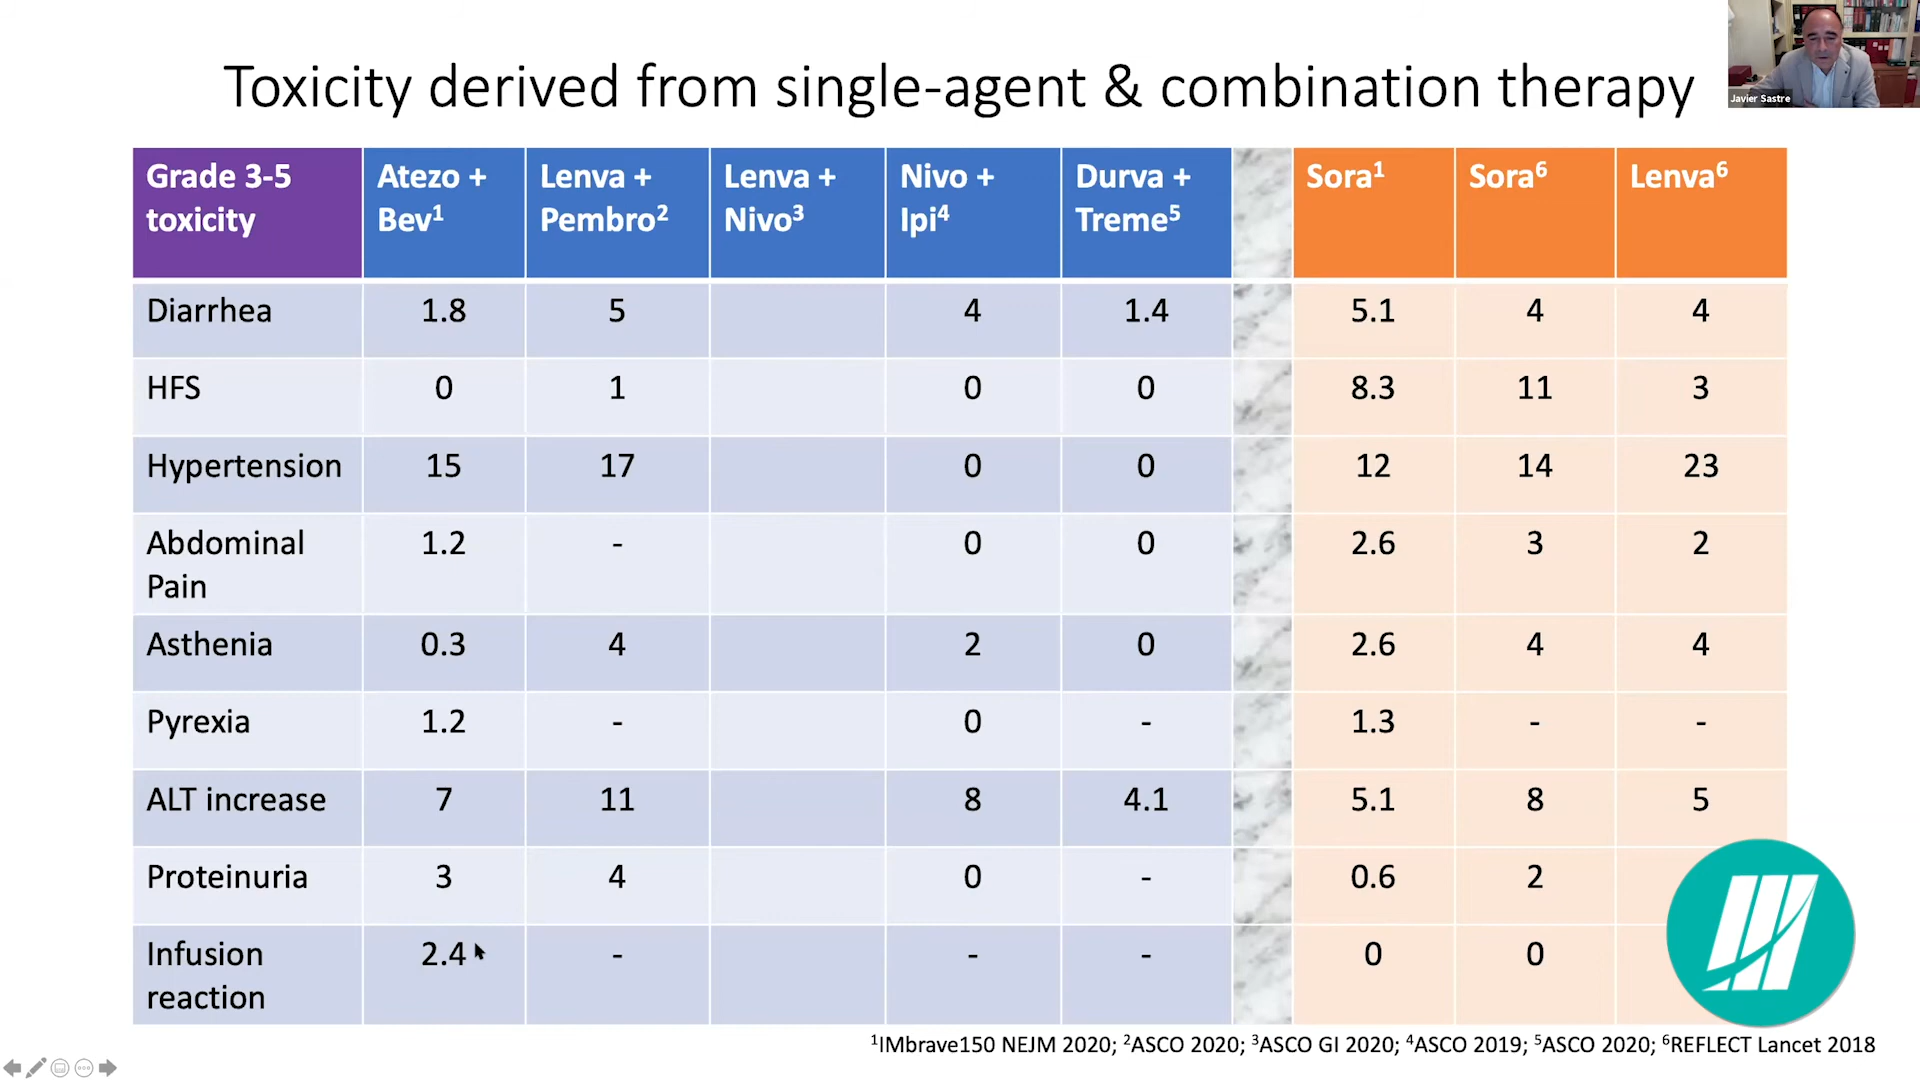 Toxicity derived from single-agent & combination therapy
Javier Sastre
Grade 3-5 toxicity | Atezo + Bev¹ | Lenva + Pembro² | Lenva + Nivo³ | Nivo + Ipi⁴ | Durva + Treme⁵ | Sora¹ | Sora⁶ | Lenva⁶
Diarrhea 1.8 5 4 1.4 5.1 4 4
HFS 0 1 0 0 8.3 11 3
Hypertension 15 17 0 0 12 14 23
Abdominal Pain 1.2 - 0 0 2.6 3 2
Asthenia 0.3 4 2 0 2.6 4 4
Pyrexia 1.2 - 0 - 1.3 - -
ALT increase 7 11 8 4.1 5.1 8 5
Proteinuria 3 4 0 - 0.6 2
Infusion reaction 2.4 - - - 0 0
¹IMbrave150 NEJM 2020; ²ASCO 2020; ³ASCO GI 2020; ⁴ASCO 2019; ⁵ASCO 2020; ⁶REFLECT Lancet 2018